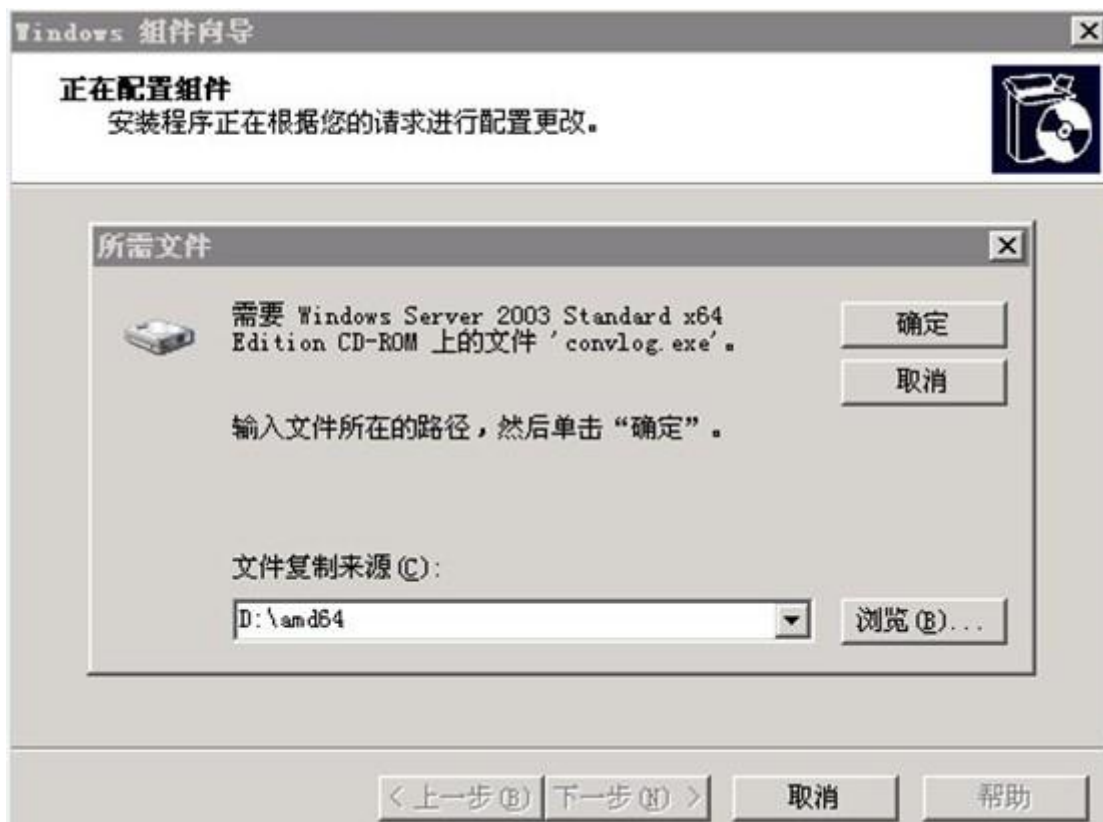 Windows 组件向导
正在配置组件
安装程序正在根据您的请求进行配置更改。
所需文件
需要 Windows Server 2003 Standard x64
Edition CD-ROM 上的文件 'convlog.exe'。
确定
取消
输入文件所在的路径，然后单击“确定”。
文件复制来源(C):
D:\amd64
浏览(B)...
< 上一步(B)
下一步(N) >
取消
帮助